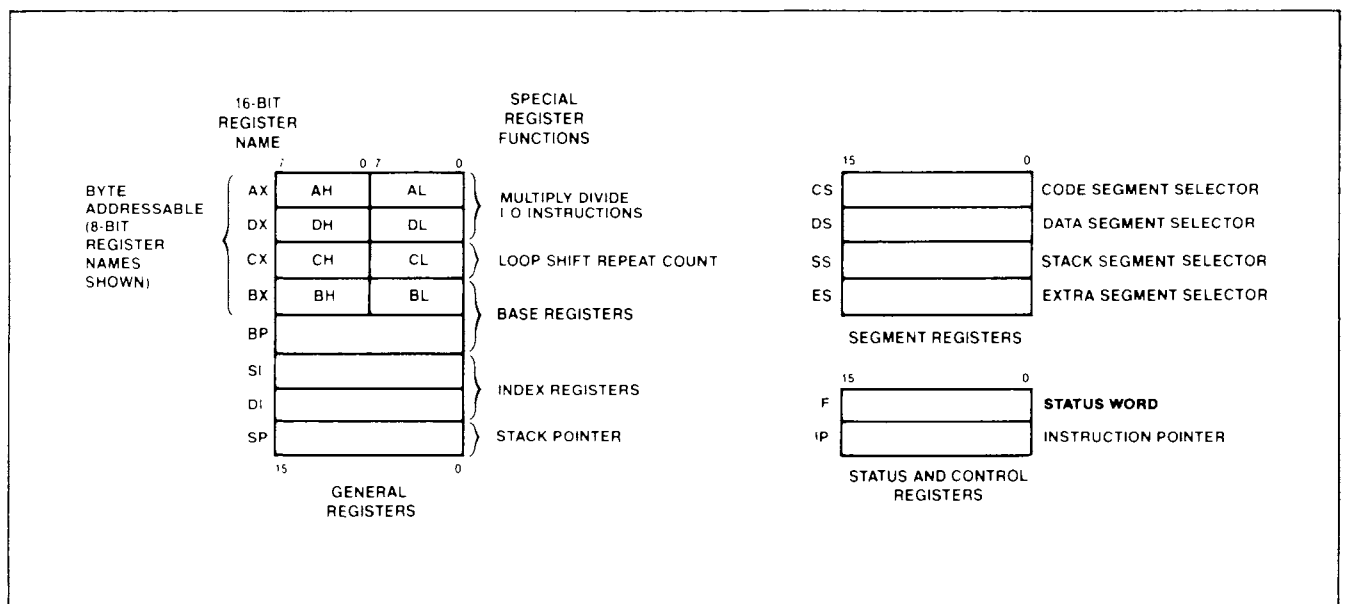 16-BIT
REGISTER
NAME
SPECIAL
REGISTER
FUNCTIONS
7 0 7 0
BYTE
ADDRESSABLE
(8-BIT
REGISTER
NAMES
SHOWN)
AX AH AL
DX DH DL
MULTIPLY DIVIDE
I O INSTRUCTIONS
CX CH CL LOOP SHIFT REPEAT COUNT
BX BH BL
BP
BASE REGISTERS
SI
DI
INDEX REGISTERS
SP STACK POINTER
15 0
GENERAL
REGISTERS
15 0
CS CODE SEGMENT SELECTOR
DS DATA SEGMENT SELECTOR
SS STACK SEGMENT SELECTOR
ES EXTRA SEGMENT SELECTOR
SEGMENT REGISTERS
15 0
F STATUS WORD
IP INSTRUCTION POINTER
STATUS AND CONTROL
REGISTERS